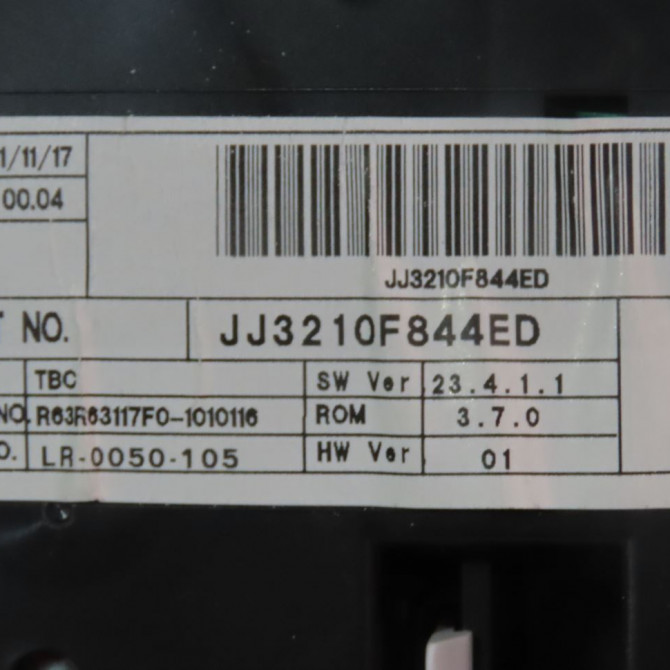 1/11/17
00.04
JJ3210F844ED
T NO. JJ3210F844ED
TBC SW Ver 23.4.1.1
NO. R63R63117F0-1010116 ROM 3.7.0
O. LR-0050-105 HW Ver 01